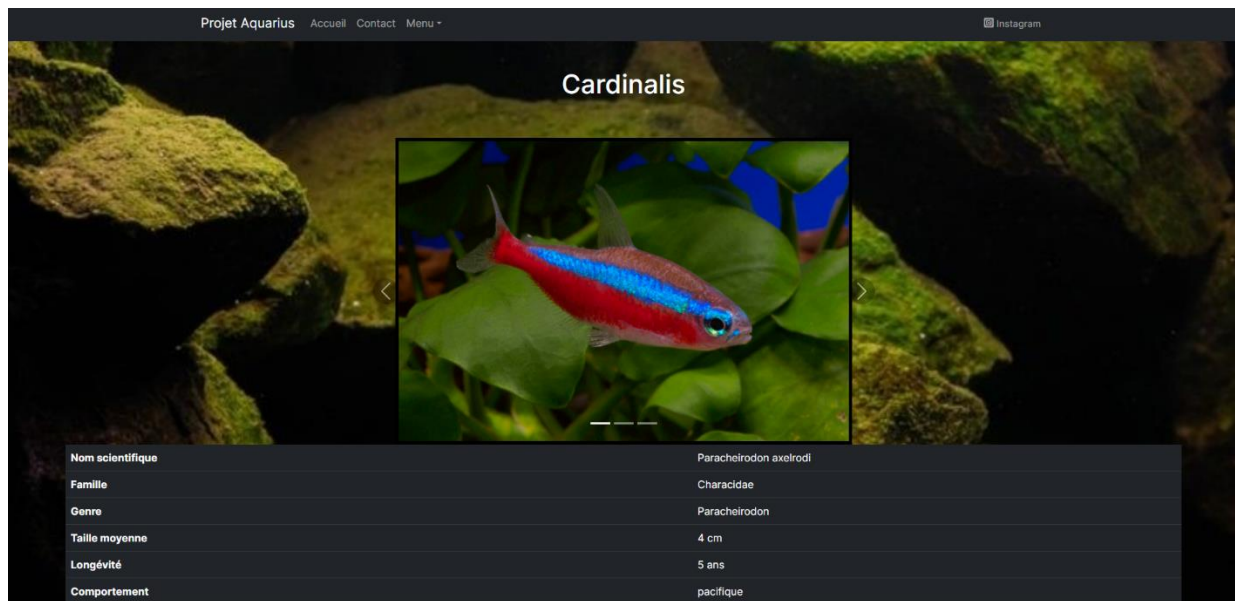 Projet Aquarius Accueil Contact Menu Instagram
Cardinalis
Nom scientifique Paracheirodon axelrodi
Famille Characidae
Genre Paracheirodon
Taille moyenne 4 cm
Longévité 5 ans
Comportement pacifique